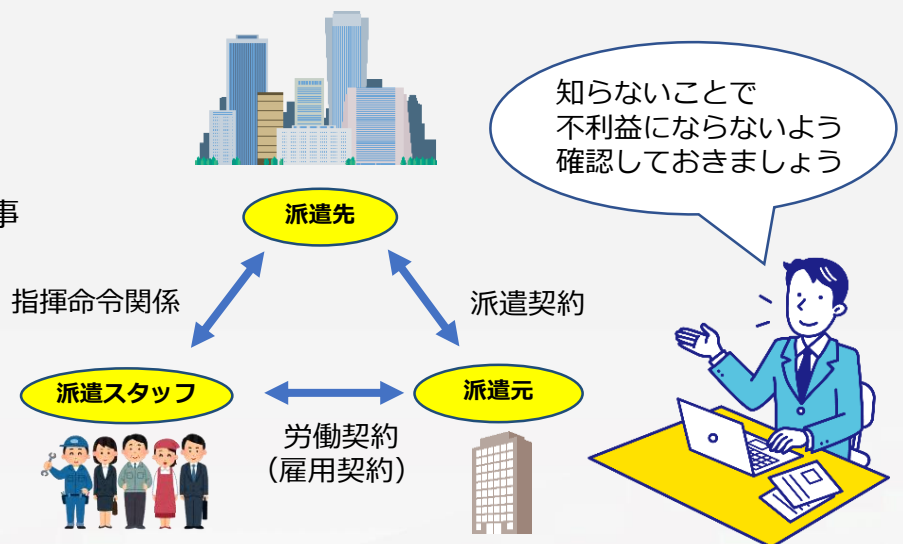 知らないことで
不利益にならないよう
確認しておきましょう
派遣先
事
指揮命令関係
派遣契約
派遣スタッフ
派遣元
労働契約
（雇用契約）